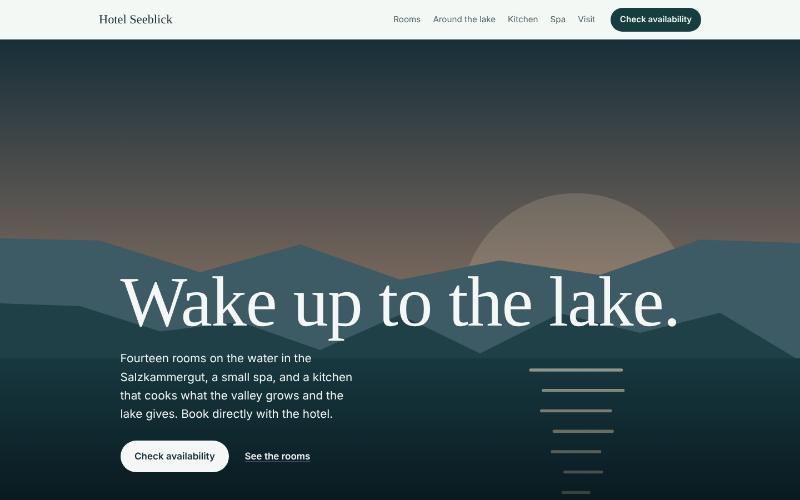 Hotel Seeblick
Rooms
Around the lake
Kitchen
Spa
Visit
Check availability
Wake up to the lake.
Fourteen rooms on the water in the
Salzkammergut, a small spa, and a kitchen
that cooks what the valley grows and the
lake gives. Book directly with the hotel.
Check availability
See the rooms